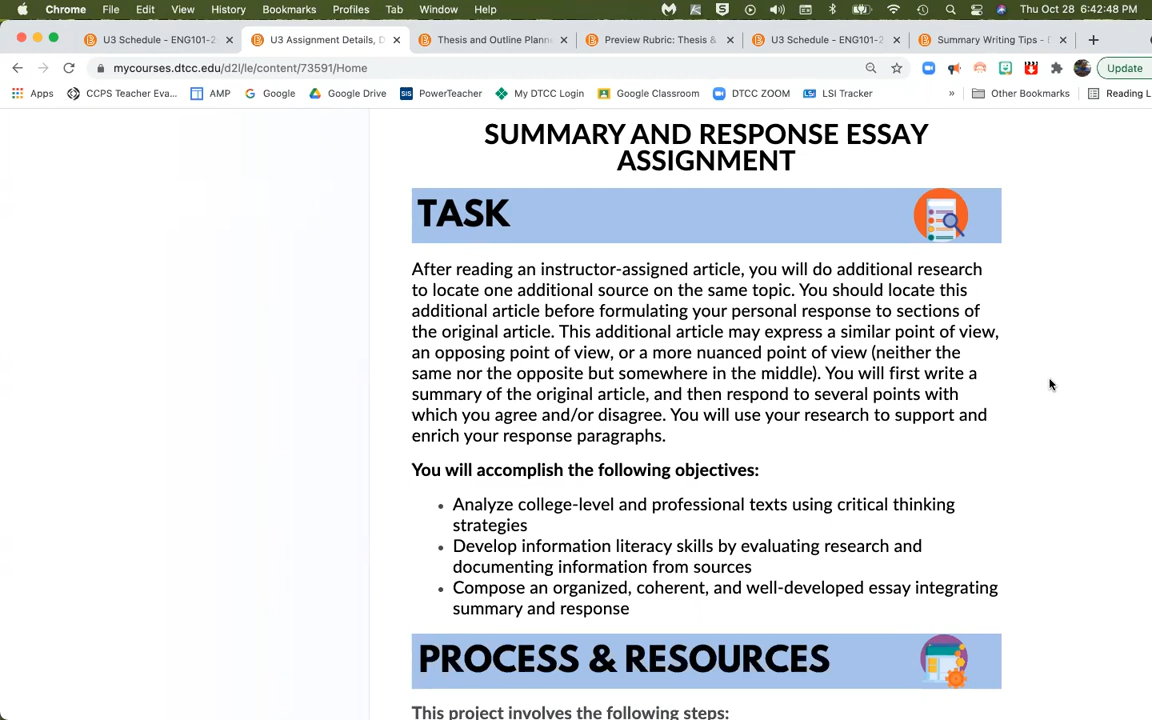 Chrome File Edit View History Bookmarks Profiles Tab Window Help Thu Oct 28 6:42:48 PM
U3 Schedule - ENG101-2 U3 Assignment Details, D Thesis and Outline Plann Preview Rubric: Thesis & U3 Schedule - ENG101-2 Summary Writing Tips -
mycourses.dtcc.edu/d2l/le/content/73591/Home Update
Apps CCPS Teacher Eva... AMP Google Google Drive SIS PowerTeacher My DTCC Login Google Classroom DTCC ZOOM LSI LSI Tracker » Other Bookmarks Reading L
SUMMARY AND RESPONSE ESSAY
ASSIGNMENT
TASK
After reading an instructor-assigned article, you will do additional research
to locate one additional source on the same topic. You should locate this
additional article before formulating your personal response to sections of
the original article. This additional article may express a similar point of view,
an opposing point of view, or a more nuanced point of view (neither the
same nor the opposite but somewhere in the middle). You will first write a
summary of the original article, and then respond to several points with
which you agree and/or disagree. You will use your research to support and
enrich your response paragraphs.
You will accomplish the following objectives:
• Analyze college-level and professional texts using critical thinking
strategies
• Develop information literacy skills by evaluating research and
documenting information from sources
• Compose an organized, coherent, and well-developed essay integrating
summary and response
PROCESS & RESOURCES
This project involves the following steps: